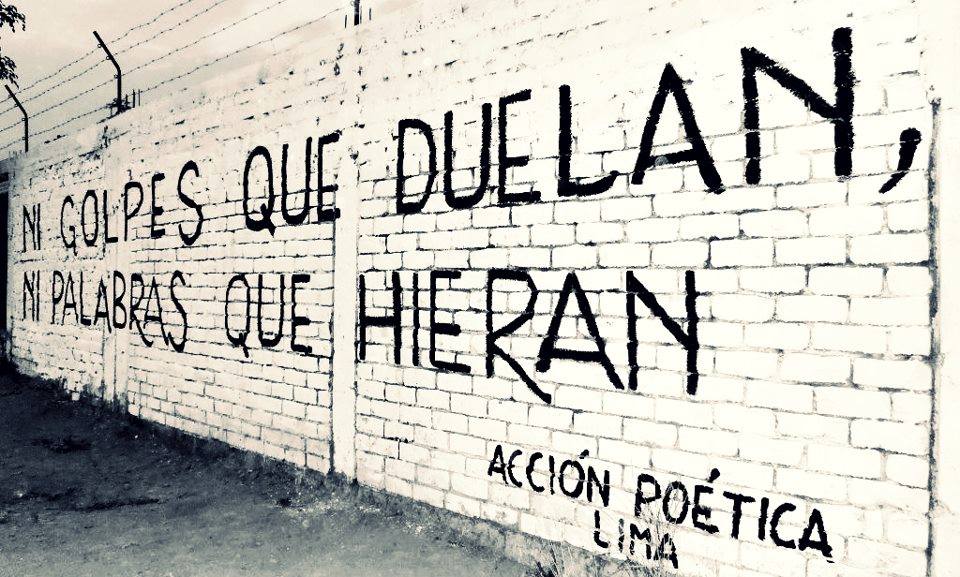 NI GOLPES QUE DUELAN,
NI PALABRAS QUE HIERAN
ACCIÓN POÉTICA
LIMA